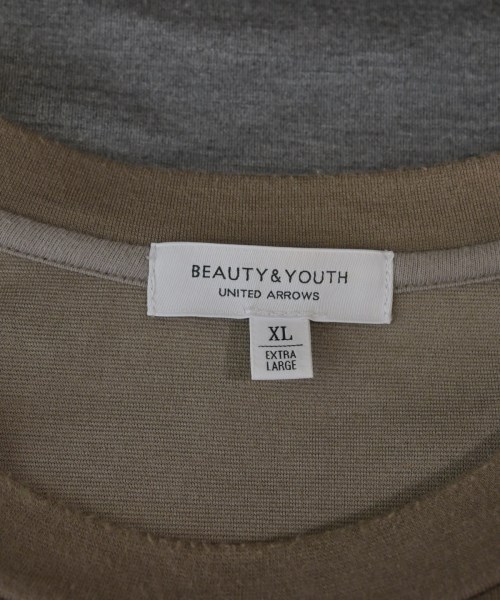 BEAUTY&YOUTH
UNITED ARROWS
XL
EXTRA
LARGE